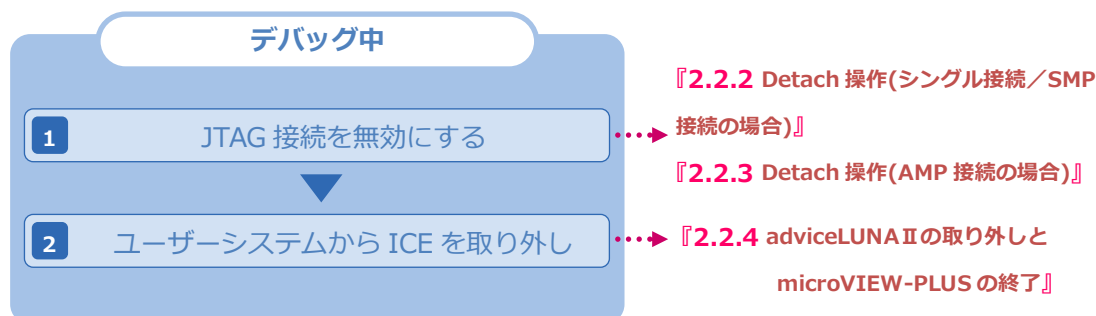 デバッグ中
1 JTAG 接続を無効にする
『2.2.2 Detach 操作(シングル接続／SMP
接続の場合)』
『2.2.3 Detach 操作(AMP 接続の場合)』
2 ユーザーシステムから ICE を取り外し
『2.2.4 adviceLUNAⅡの取り外しと
microVIEW-PLUS の終了』